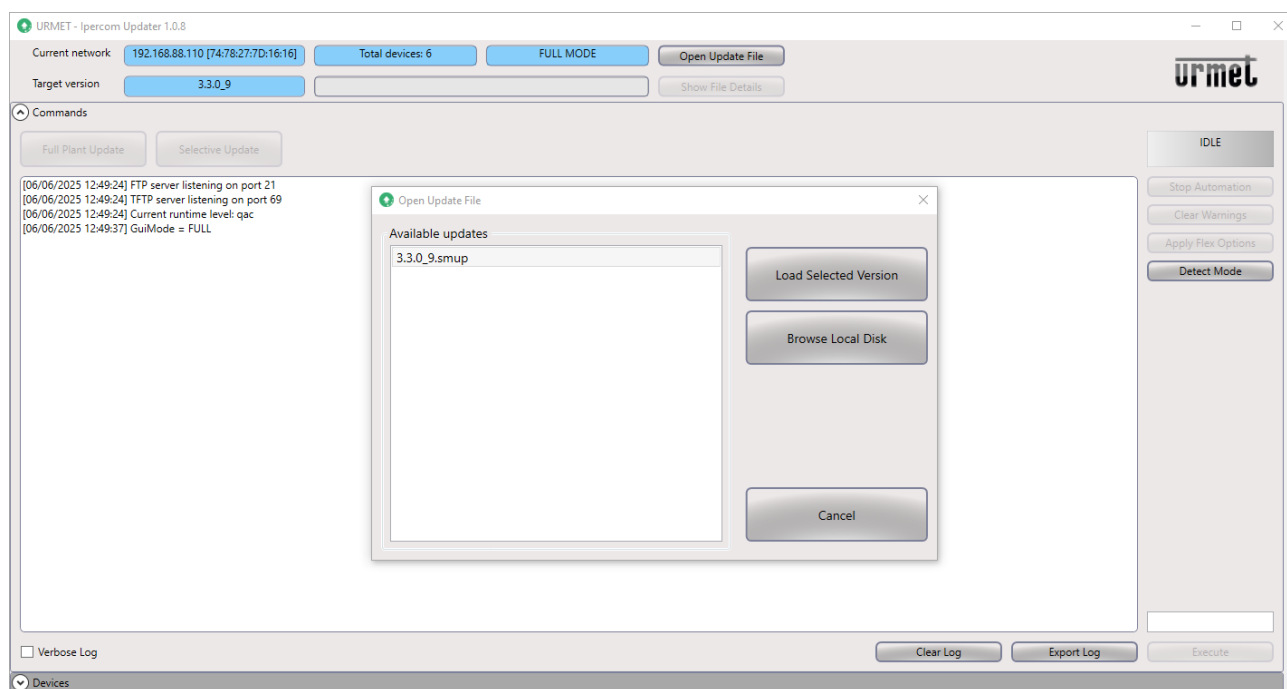 URMET - Ipercom Updater 1.0.8
Current network 192.168.88.110 [74:78:27:7D:16:16] Total devices: 6 FULL MODE Open Update File
urmet
Target version 3.3.0_9 Show File Details
Commands
Full Plant Update Selective Update IDLE
[06/06/2025 12:49:24] FTP server listening on port 21
[06/06/2025 12:49:24] TFTP server listening on port 69
[06/06/2025 12:49:24] Current runtime level: qac
[06/06/2025 12:49:37] GuiMode = FULL
Open Update File
Available updates
3.3.0_9.smup
Load Selected Version
Browse Local Disk
Cancel
Stop Automation
Clear Warnings
Apply Flex Options
Detect Mode
Verbose Log Clear Log Export Log Execute
Devices